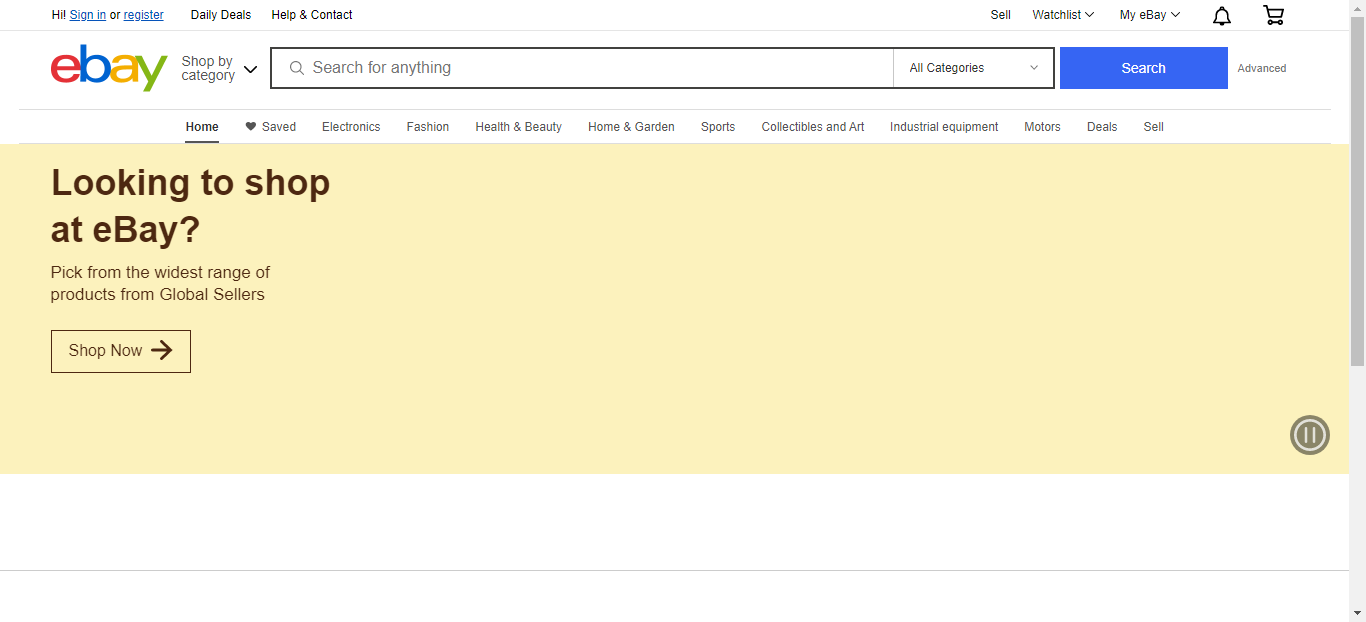 Hi! Sign in or register Daily Deals Help & Contact Sell Watchlist My eBay
ebay Shop by category Search for anything All Categories Search Advanced
Home Saved Electronics Fashion Health & Beauty Home & Garden Sports Collectibles and Art Industrial equipment Motors Deals Sell
Looking to shop
at eBay?
Pick from the widest range of
products from Global Sellers
Shop Now